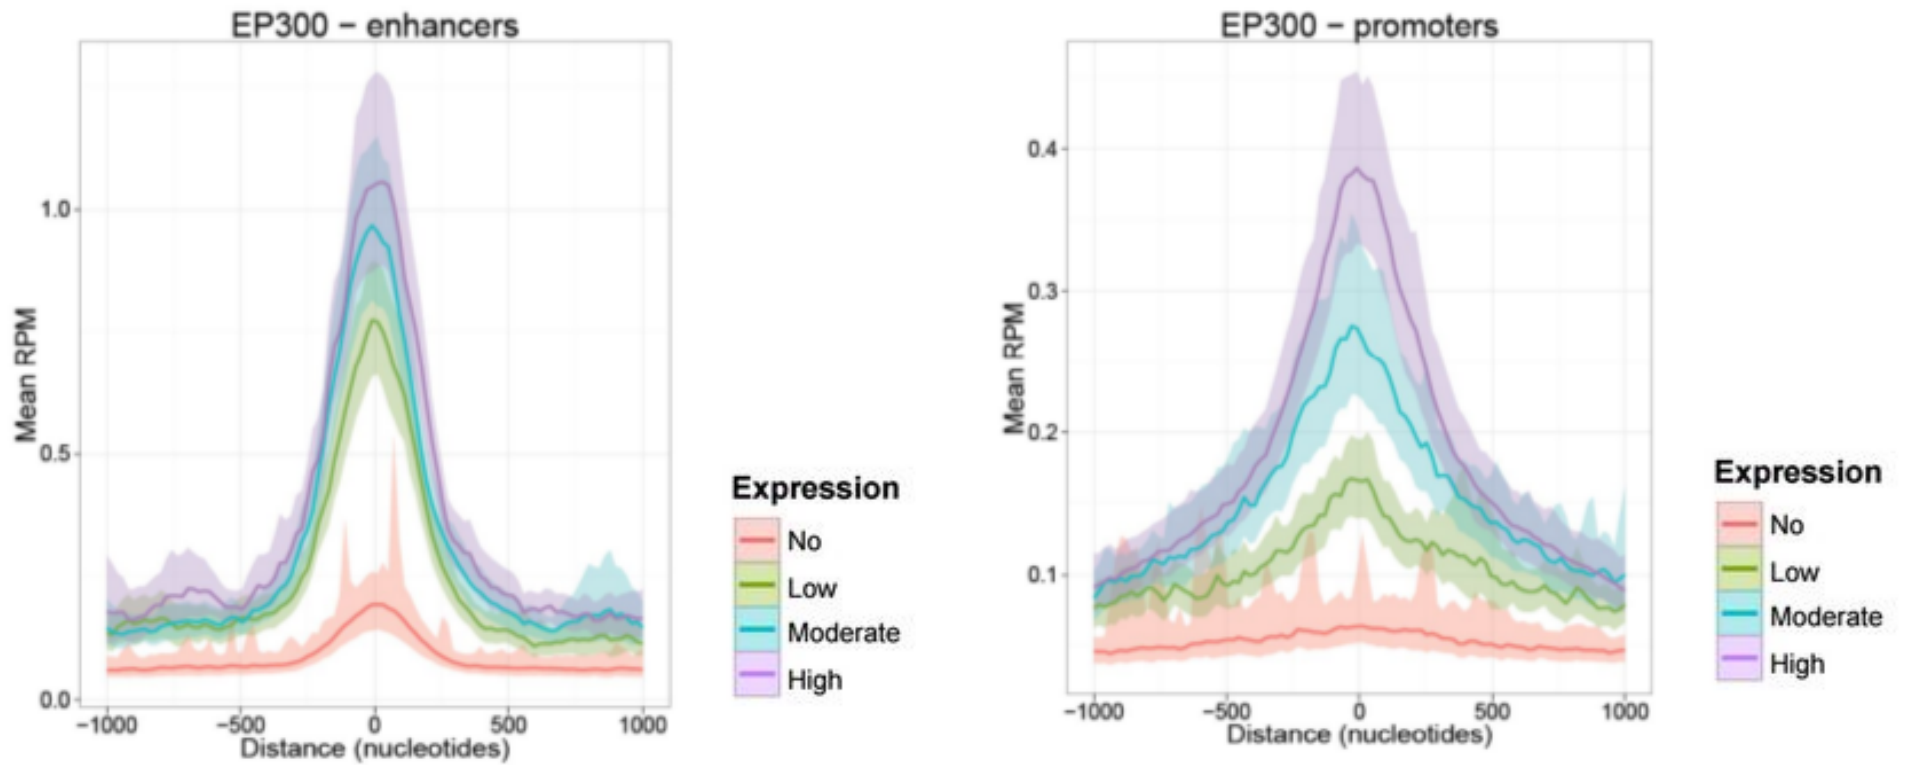 EP300 − enhancers
Mean RPM
1.0
0.5
0.0
−1000
−500
0
500
1000
Distance (nucleotides)
Expression
No
Low
Moderate
High
EP300 − promoters
Mean RPM
0.4
0.3
0.2
0.1
−1000
−500
0
500
1000
Distance (nucleotides)
Expression
No
Low
Moderate
High